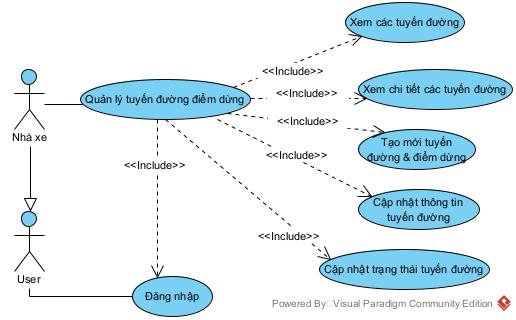 Xem các tuyến đường
<<Include>>
Quản lý tuyến đường điểm dừng
Xem chi tiết các tuyến đường
<<Include>>
<<Include>>
Tạo mới tuyến
đường & điểm dừng
Nhà xe
<<Include>>
<<Include>>
Cập nhật thông tin
tuyến đường
<<Include>>
Cập nhật trạng thái tuyến đường
User
Đăng nhập
Powered By Visual Paradigm Community Edition